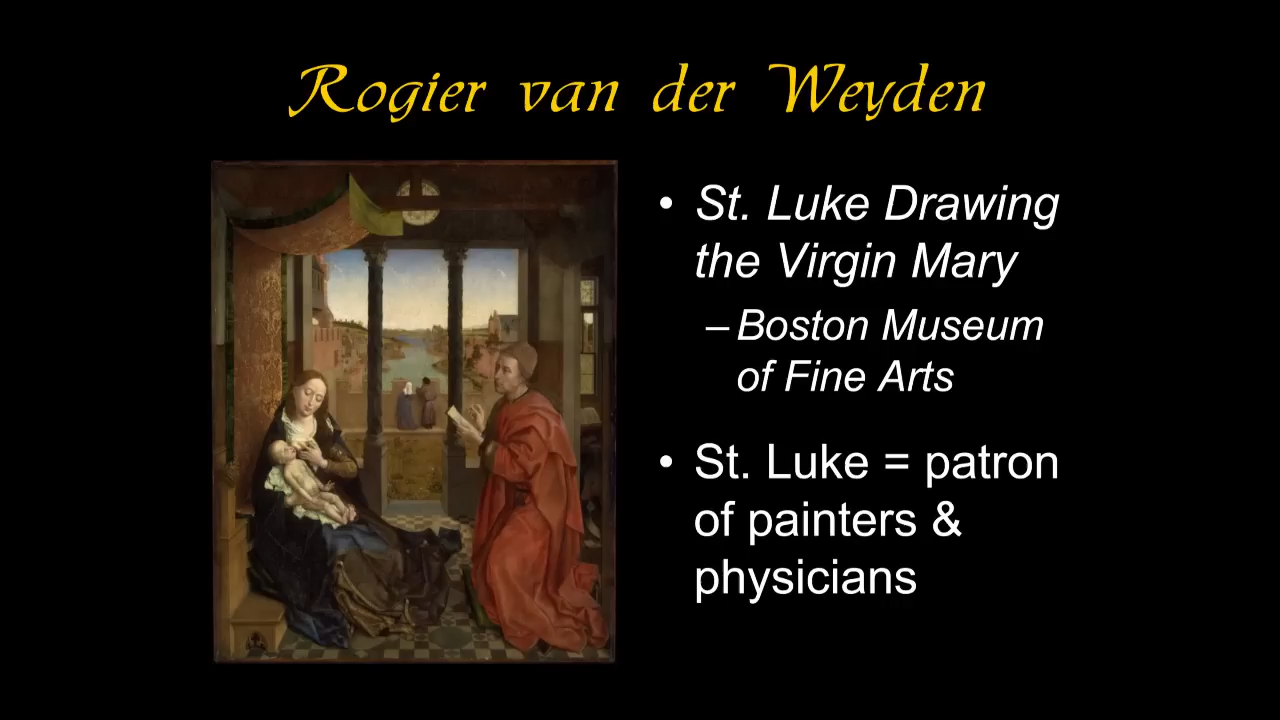 Rogier van der Weyden
• St. Luke Drawing
the Virgin Mary
– Boston Museum
of Fine Arts
• St. Luke = patron
of painters &
physicians